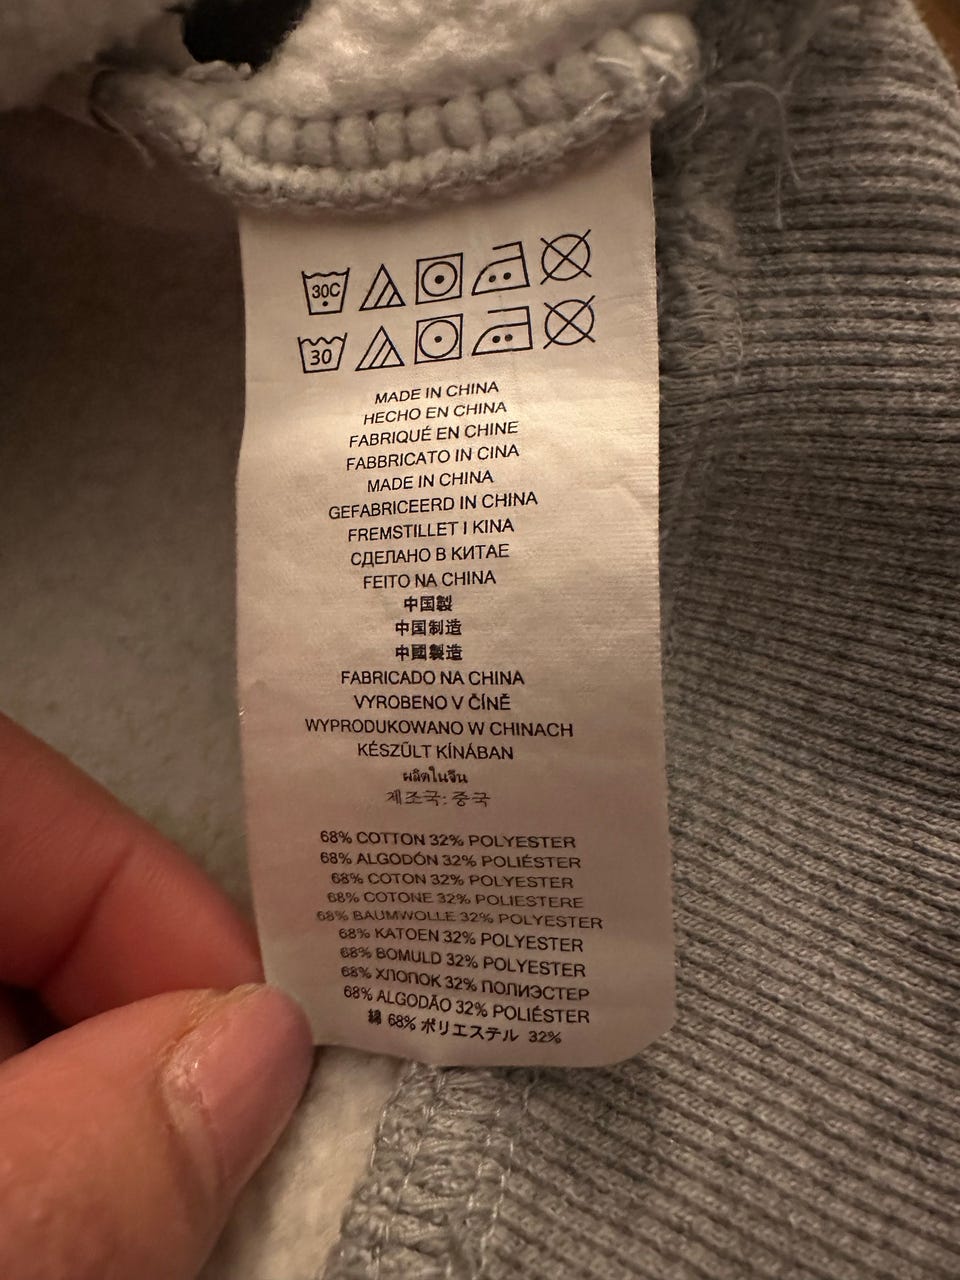 30C
30
MADE IN CHINA
HECHO EN CHINA
FABRIQUÉ EN CHINE
FABBRICATO IN CINA
MADE IN CHINA
GEFABRICEERD IN CHINA
FREMSTILLET I KINA
СДЕЛАНО В КИТАЕ
FEITO NA CHINA
中国製
中国制造
中國製造
FABRICADO NA CHINA
VYROBENO V ČÍNĚ
WYPRODUKOWANO W CHINACH
KÉSZÜLT KÍNÁBAN
ผลิตในจีน
제조국: 중국
68% COTTON 32% POLYESTER
68% ALGODÓN 32% POLIÉSTER
68% COTON 32% POLYESTER
68% COTONE 32% POLIESTERE
68% BAUMWOLLE 32% POLYESTER
68% KATOEN 32% POLYESTER
68% BOMULD 32% POLYESTER
68% ХЛОПОК 32% ПОЛИЭСТЕР
68% ALGODÃO 32% POLIÉSTER
綿 68% ポリエステル 32%